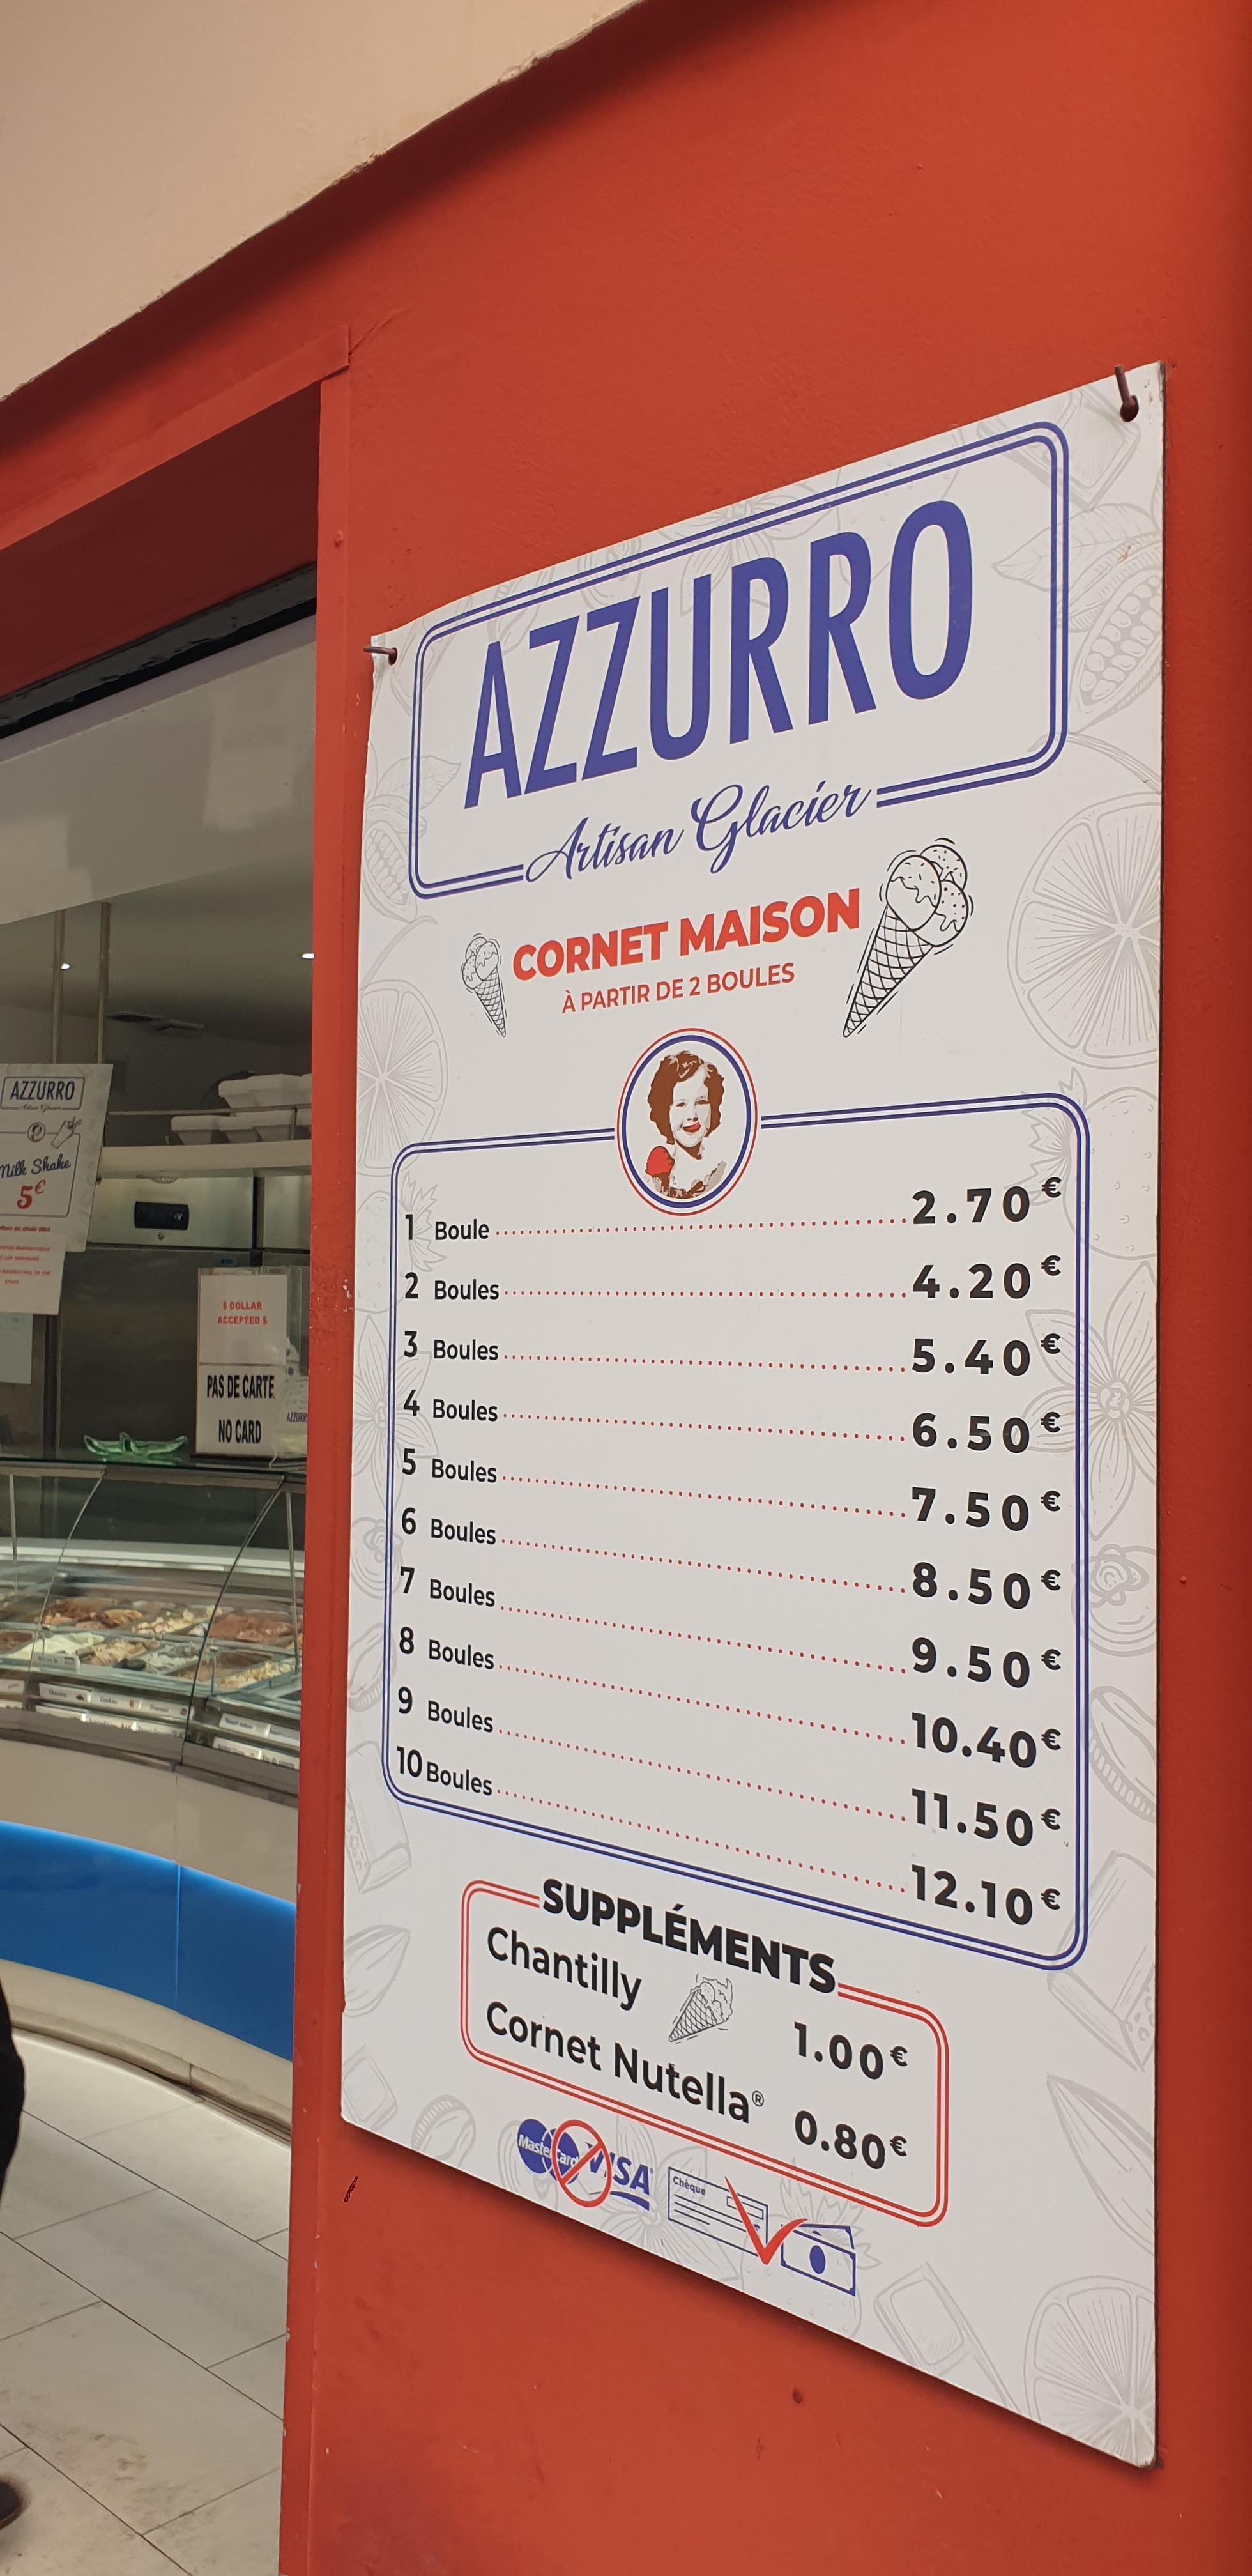 AZZURRO
Artisan Glacier
CORNET MAISON
À PARTIR DE 2 BOULES
1 Boule 2.70€
2 Boules 4.20€
3 Boules 5.40€
4 Boules 6.50€
5 Boules 7.50€
6 Boules 8.50€
7 Boules 9.50€
8 Boules 10.40€
9 Boules 11.50€
10 Boules 12.10€
SUPPLÉMENTS
Chantilly 1.00€
Cornet Nutella® 0.80€
MasterCard VISA
Chèque
AZZURRO
Artisan Glacier
Milk Shake
5€
$ DOLLAR
ACCEPTED $
PAS DE CARTE
NO CARD